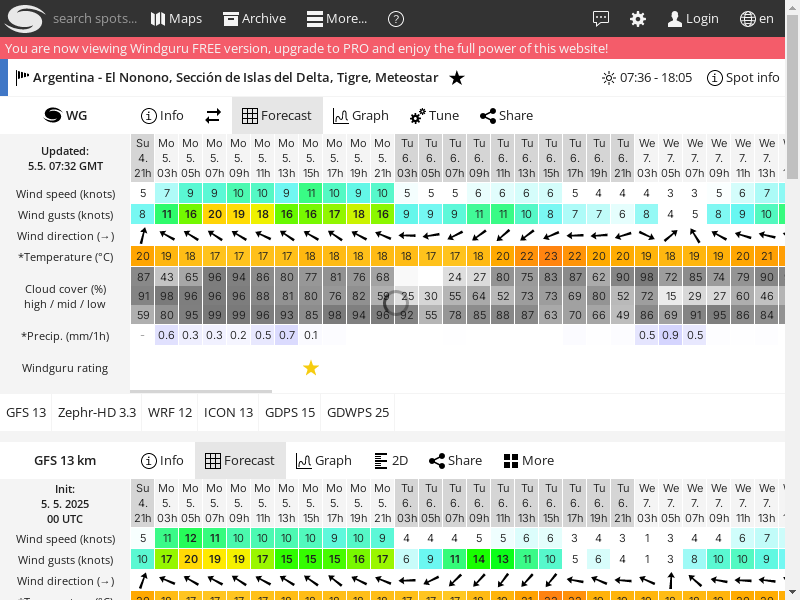 search spots... Maps Archive More... ? Login en
You are now viewing Windguru FREE version, upgrade to PRO and enjoy the full power of this website!
Argentina - El Nonono, Sección de Islas del Delta, Tigre, Meteostar ★ 07:36 - 18:05 Spot info
WG Info Forecast Graph Tune Share
Su Mo Mo Mo Mo Mo Mo Mo Mo Mo Mo Tu Tu Tu Tu Tu Tu Tu Tu Tu Tu We We We We We We
Updated: 4. 5. 5. 5. 5. 5. 5. 5. 5. 5. 5. 6. 6. 6. 6. 6. 6. 6. 6. 6. 6. 7. 7. 7. 7. 7. 7.
5.5. 07:32 GMT 21h 03h 05h 07h 09h 11h 13h 15h 17h 19h 21h 03h 05h 07h 09h 11h 13h 15h 17h 19h 21h 03h 05h 07h 09h 11h 13h
Wind speed (knots) 5 7 9 9 10 10 9 11 10 9 10 5 5 5 6 6 6 6 5 4 4 4 3 3 5 6 7
Wind gusts (knots) 8 11 16 20 19 18 16 16 17 18 16 9 9 9 11 11 10 8 7 7 6 8 4 5 8 9 10
Wind direction (→)
*Temperature (°C) 20 19 18 17 17 17 17 18 18 18 18 18 17 17 18 20 22 23 22 20 20 19 18 18 18 20 21
87 43 65 96 94 86 80 77 81 76 68 24 27 80 75 83 87 62 90 98 72 85 74 79 90
Cloud cover (%) 91 98 96 96 96 88 81 80 76 82 59 25 30 55 64 52 73 73 69 80 52 72 15 29 27 60 46
high / mid / low 59 80 95 99 99 96 93 85 98 94 96 92 55 78 85 88 87 63 70 66 49 86 69 91 95 86 84
*Precip. (mm/1h) - 0.6 0.3 0.3 0.2 0.5 0.7 0.1 0.5 0.9 0.5
Windguru rating ★
GFS 13 Zephr-HD 3.3 WRF 12 ICON 13 GDPS 15 GDWPS 25
GFS 13 km Info Forecast Graph 2D Share More
Init: Su Mo Mo Mo Mo Mo Mo Mo Mo Mo Mo Tu Tu Tu Tu Tu Tu Tu Tu Tu Tu We We We We We We
5. 5. 2025 4. 5. 5. 5. 5. 5. 5. 5. 5. 5. 5. 6. 6. 6. 6. 6. 6. 6. 6. 6. 6. 7. 7. 7. 7. 7. 7.
00 UTC 21h 03h 05h 07h 09h 11h 13h 15h 17h 19h 21h 03h 05h 07h 09h 11h 13h 15h 17h 19h 21h 03h 05h 07h 09h 11h 13h
Wind speed (knots) 5 11 12 11 10 10 10 10 9 10 9 4 4 4 5 5 6 6 3 4 3 1 3 4 4 6 7
Wind gusts (knots) 10 17 20 19 19 17 15 15 15 16 17 6 9 11 14 13 11 10 5 6 4 1 3 8 10 10 9
Wind direction (→)